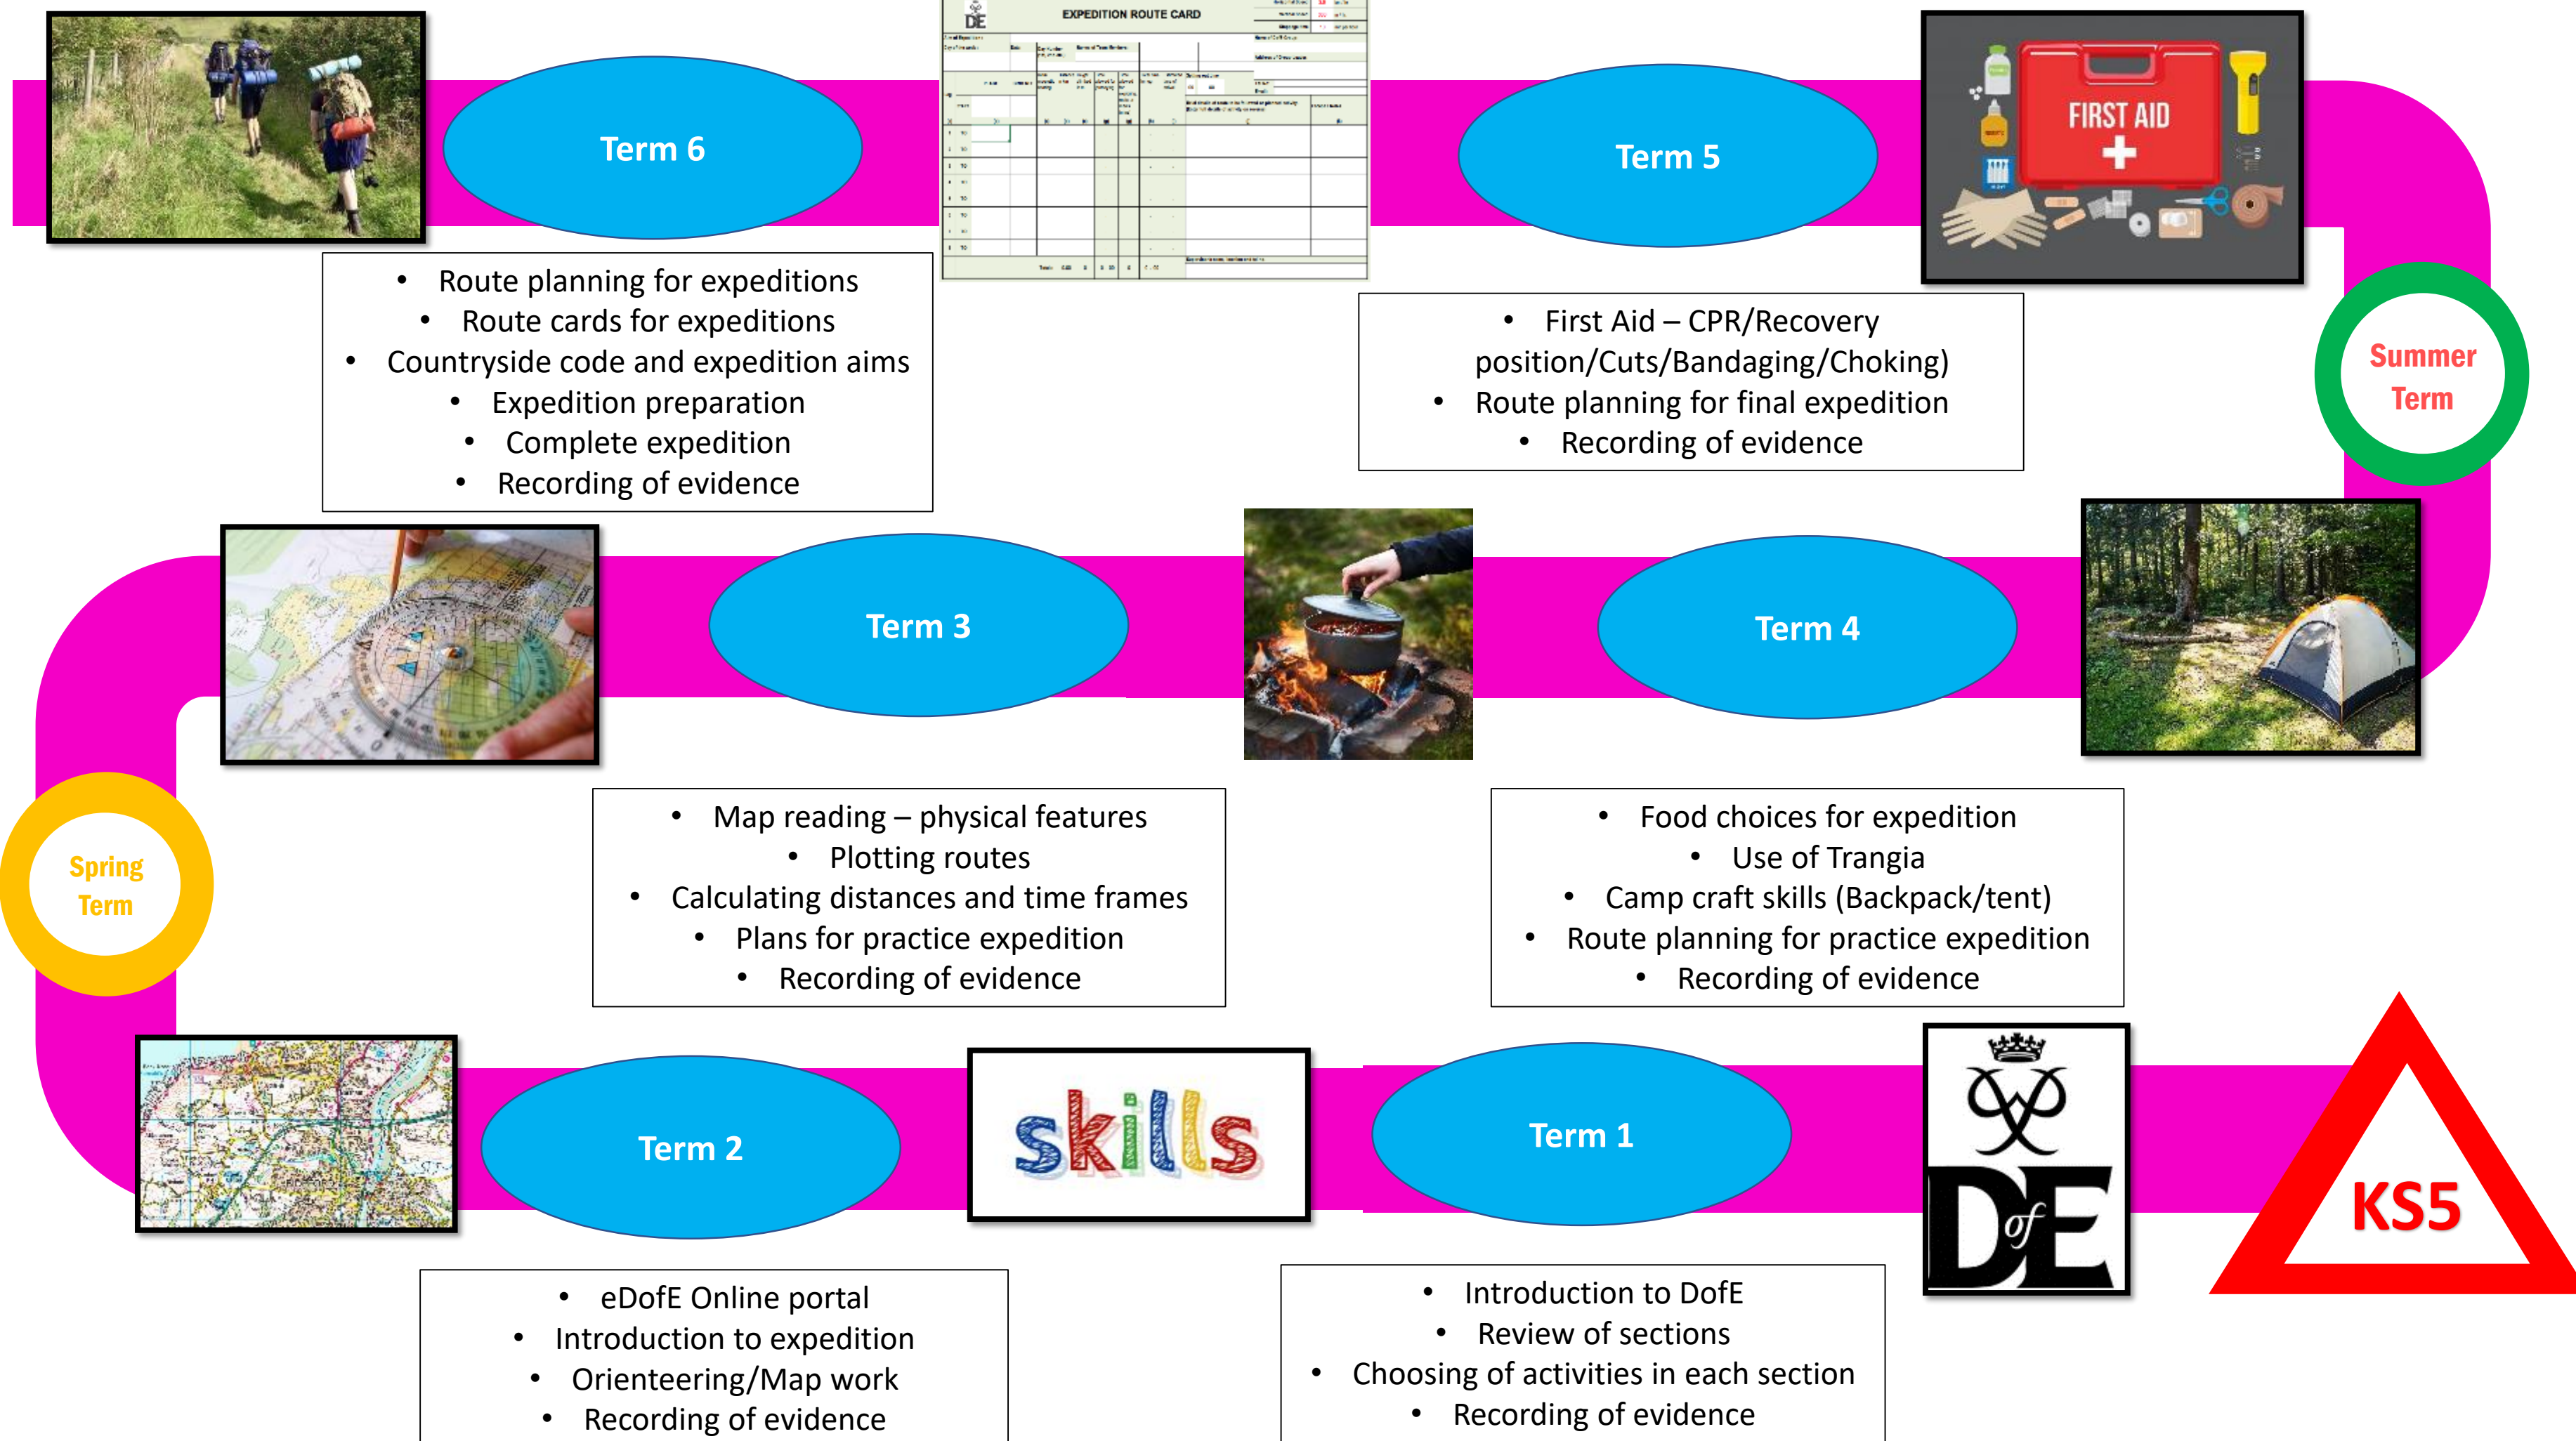 DofE
EXPEDITION ROUTE CARD
FIRST AID
Term 6
Term 5
• Route planning for expeditions
• Route cards for expeditions
• Countryside code and expedition aims
• Expedition preparation
• Complete expedition
• Recording of evidence
• First Aid – CPR/Recovery
position/Cuts/Bandaging/Choking)
• Route planning for final expedition
• Recording of evidence
Summer
Term
Term 3
Term 4
• Map reading – physical features
• Plotting routes
• Calculating distances and time frames
• Plans for practice expedition
• Recording of evidence
• Food choices for expedition
• Use of Trangia
• Camp craft skills (Backpack/tent)
• Route planning for practice expedition
• Recording of evidence
Spring
Term
Term 2
skills
Term 1
DofE
KS5
• eDofE Online portal
• Introduction to expedition
• Orienteering/Map work
• Recording of evidence
• Introduction to DofE
• Review of sections
• Choosing of activities in each section
• Recording of evidence